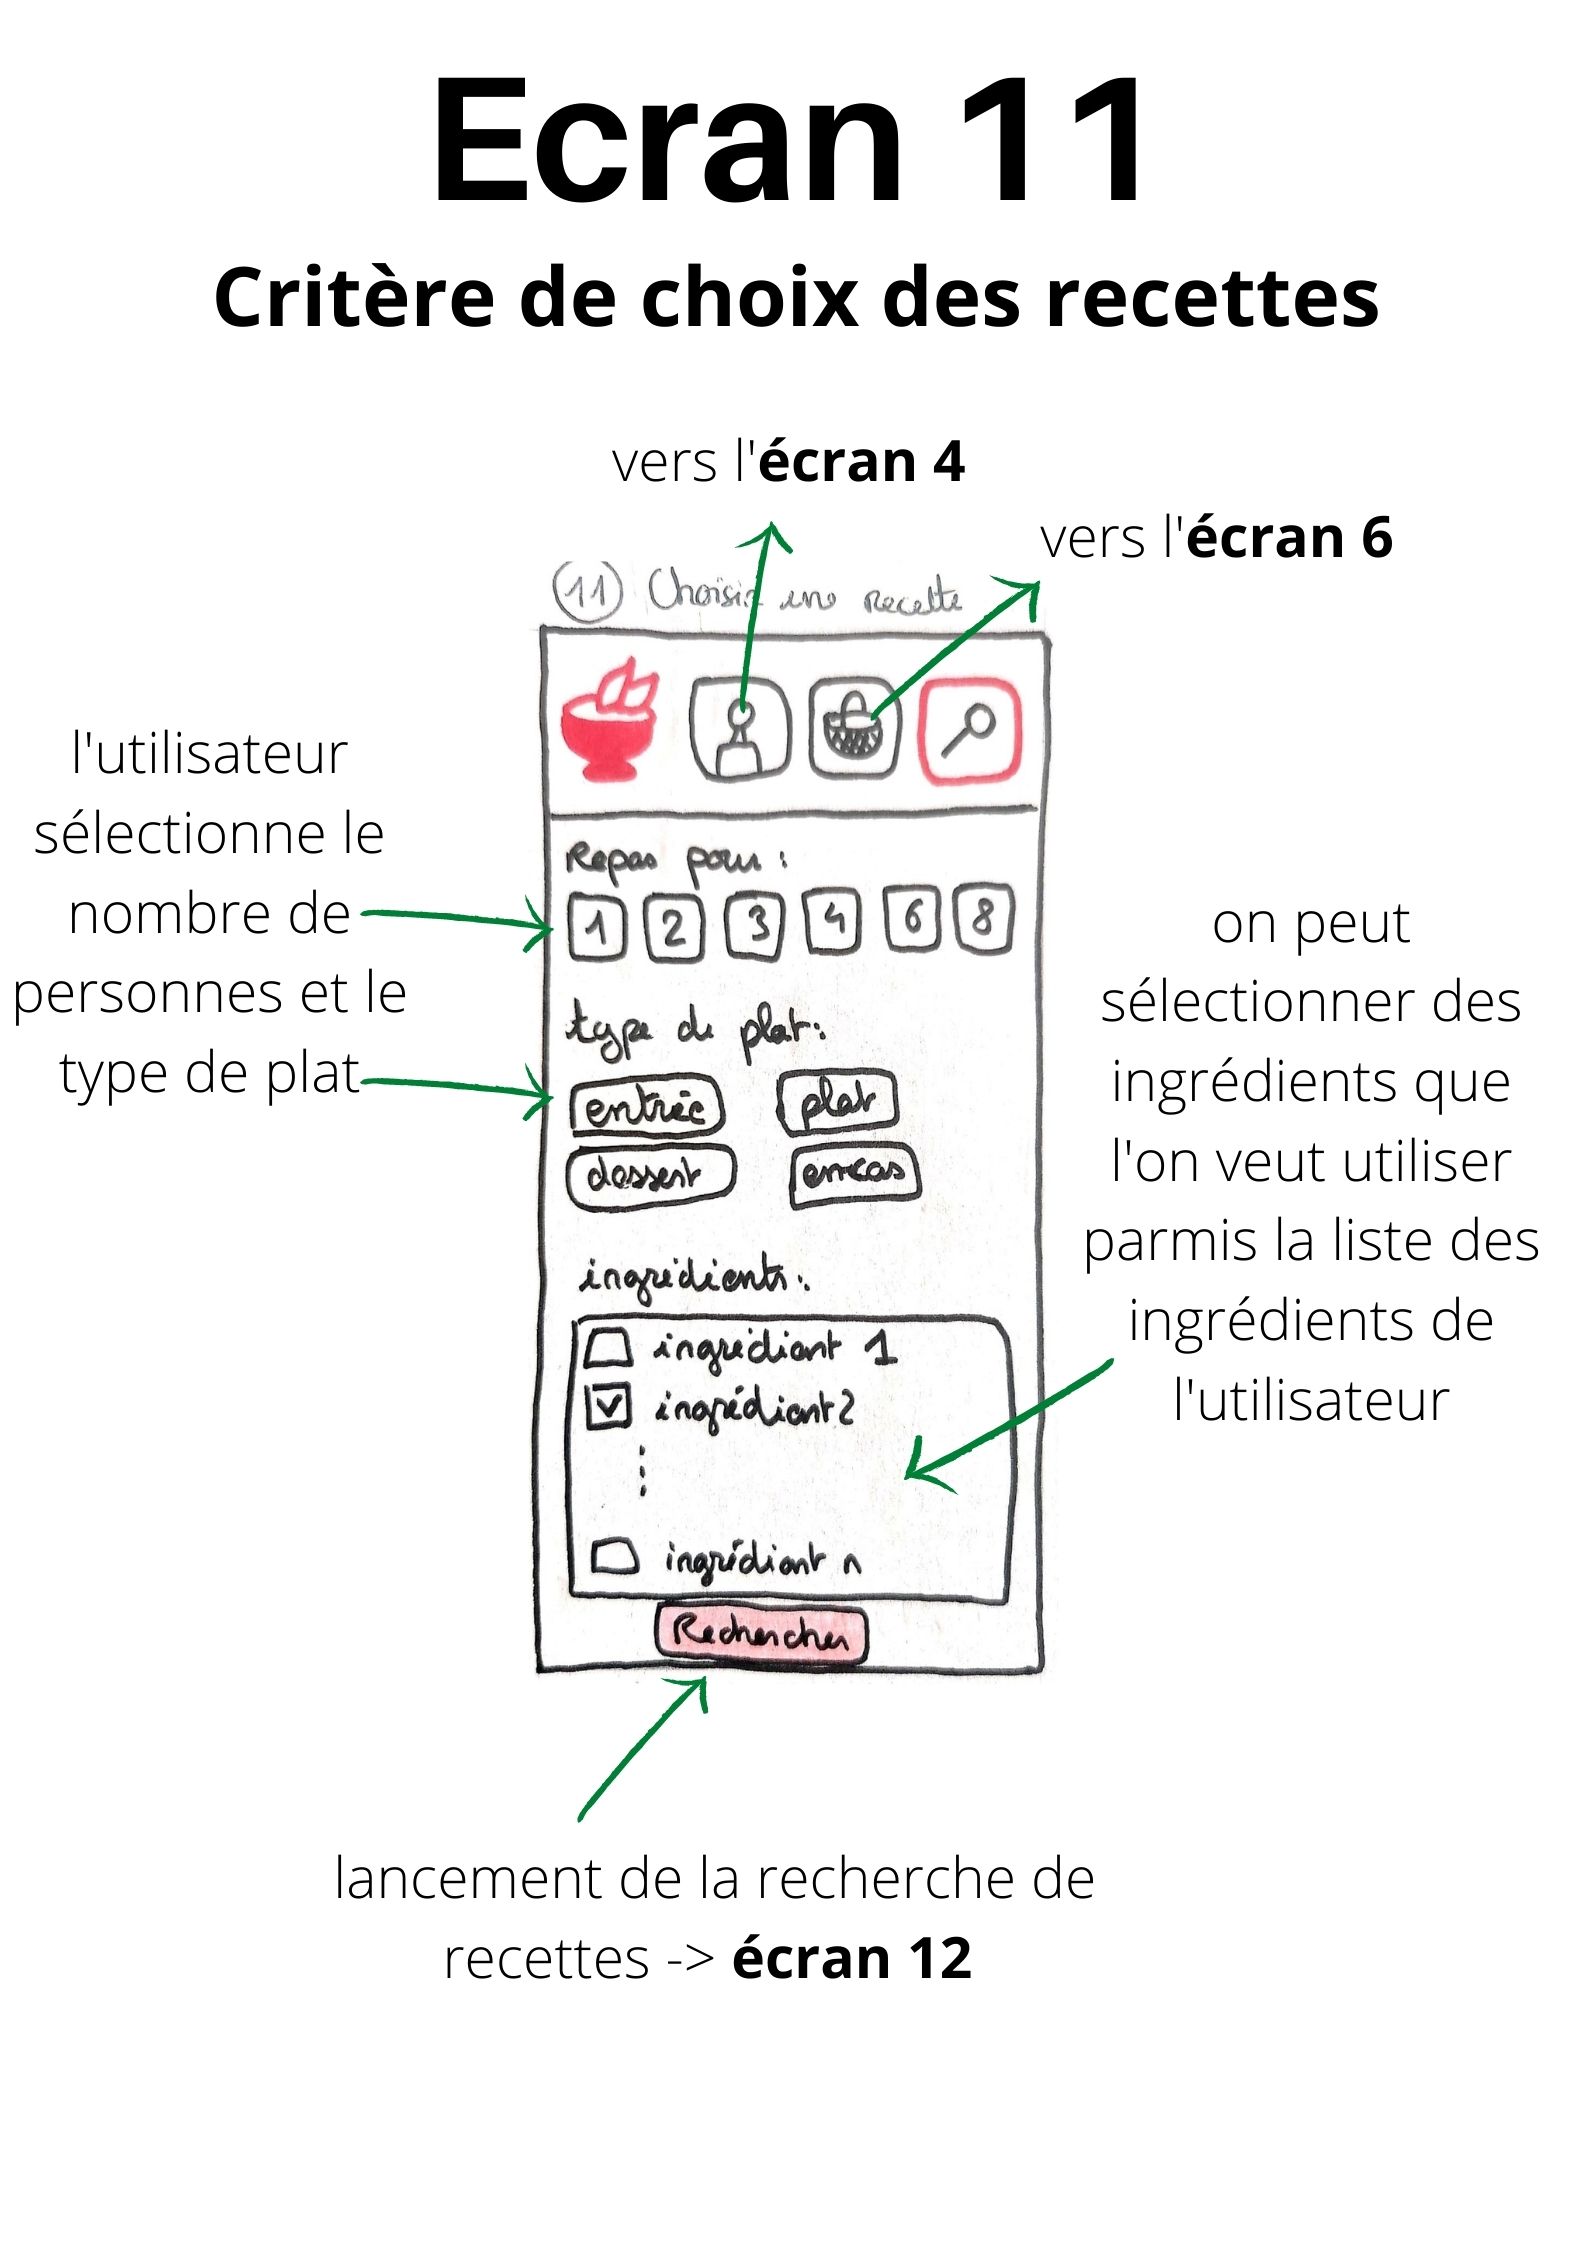 Ecran 11
Critère de choix des recettes
vers l'écran 4
vers l'écran 6
11 Choisir une recette
l'utilisateur
sélectionne le
nombre de
personnes et le
type de plat
Repas pour :
1 2 3 4 6 8
type de plat :
entrée plat
dessert encas
ingrédients :
ingrédient 1
ingrédient 2
ingrédient n
Rechercher
on peut
sélectionner des
ingrédients que
l'on veut utiliser
parmis la liste des
ingrédients de
l'utilisateur
lancement de la recherche de
recettes -> écran 12